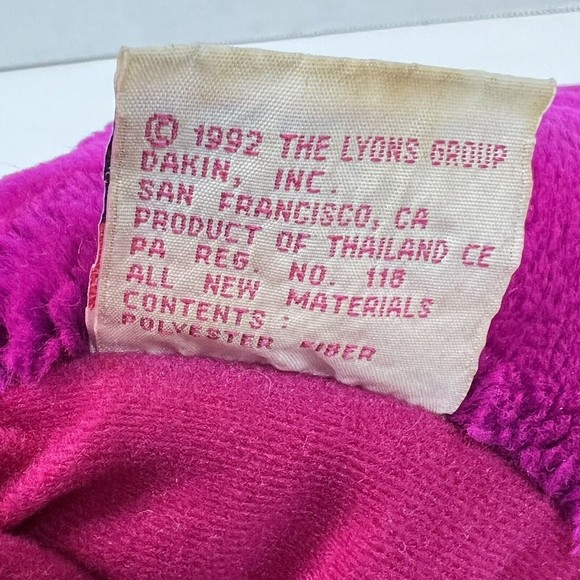 © 1992 THE LYONS GROUP
DAKIN, INC.
SAN FRANCISCO, CA
PRODUCT OF THAILAND CE
PA REG. NO. 118
ALL NEW MATERIALS
CONTENTS :
POLYESTER FIBER